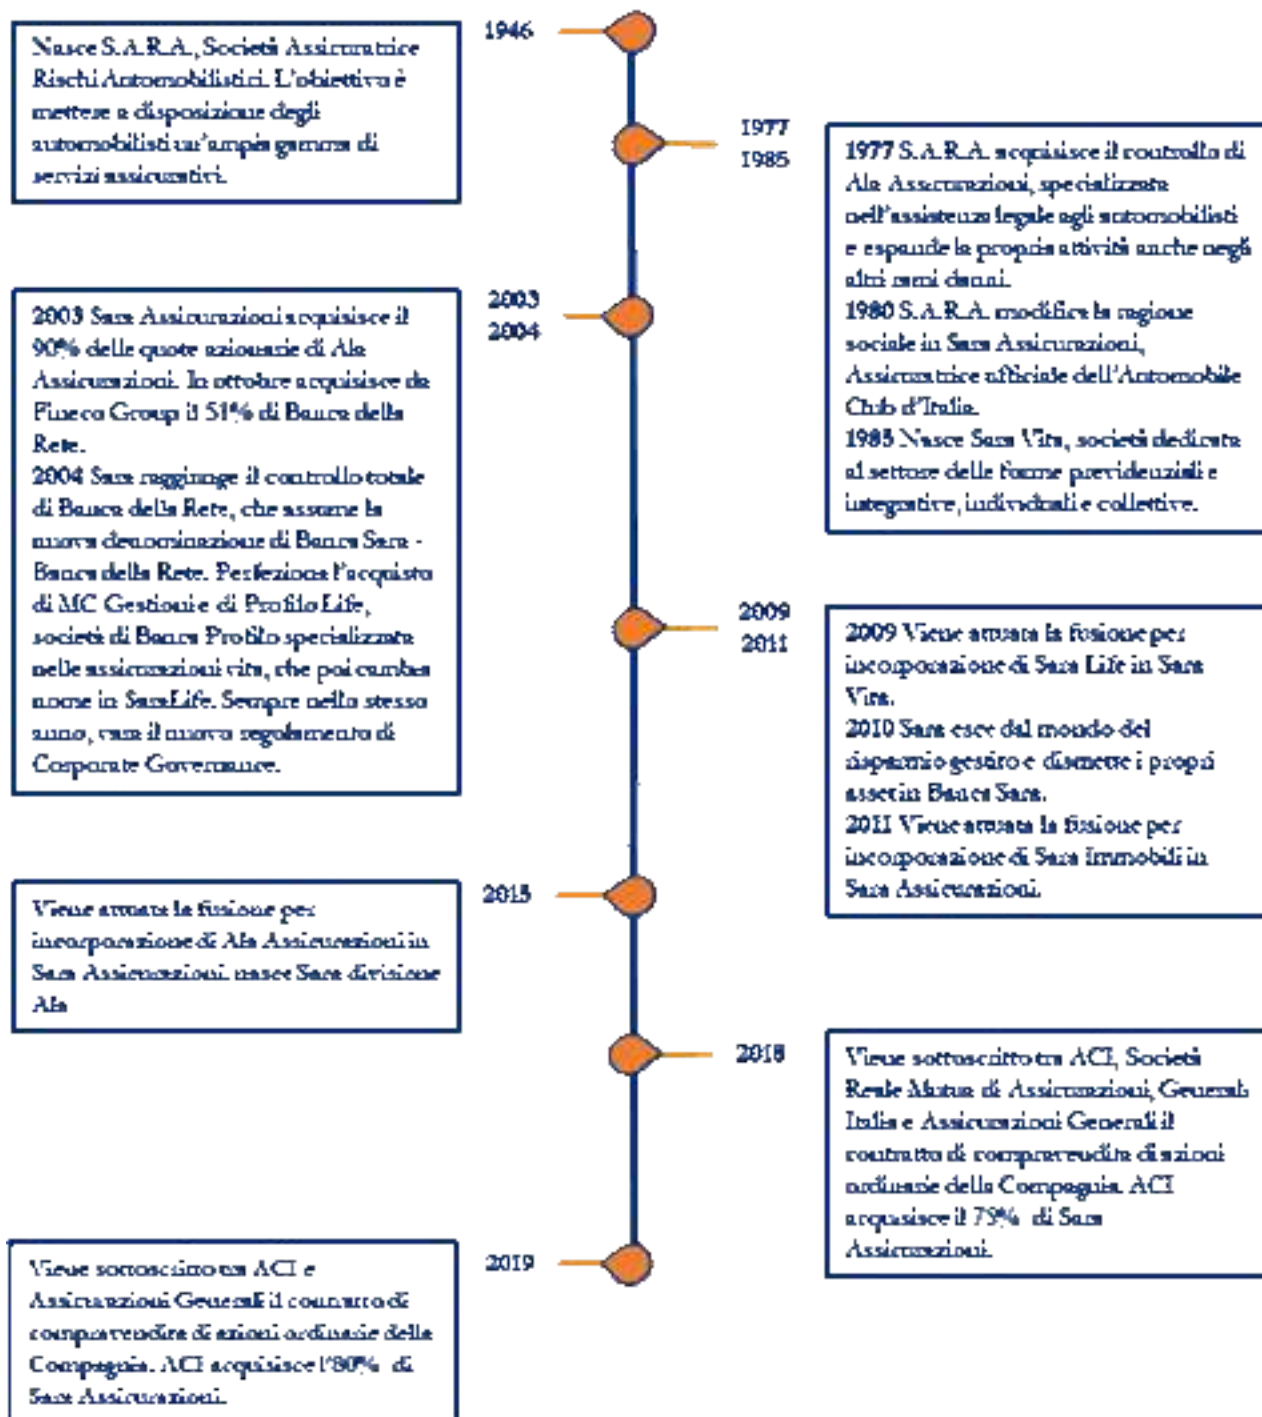 1946
Nasce S.A.R.A., Società Assicuratrice
Rischi Automobilistici. L'obiettivo è
mettere a disposizione degli
automobilisti un'ampia gamma di
servizi assicurativi.
1977
1985
1977 S.A.R.A. acquisisce il controllo di
Ala Assicurazioni, specializzata
nell'assistenza legale agli automobilisti
e espande la propria attività anche negli
altri rami danni.
1980 S.A.R.A. modifica la ragione
sociale in Sara Assicurazioni,
Assicuratrice ufficiale dell'Automobile
Club d'Italia.
1985 Nasce Sara Vita, società dedicata
al settore delle forme previdenziali e
integrative, individuali e collettive.
2003
2004
2003 Sara Assicurazioni acquisisce il
90% delle quote azionarie di Ala
Assicurazioni. In ottobre acquisisce da
Fineco Group il 51% di Banca della
Rete.
2004 Sara raggiunge il controllo totale
di Banca della Rete, che assume la
nuova denominazione di Banca Sara -
Banca della Rete. Perfeziona l'acquisto
di MC Gestioni e di Profilo Life,
società di Banca Profilo specializzata
nelle assicurazioni vita, che poi cambia
nome in Sara Life. Sempre nello stesso
anno, vara il nuovo regolamento di
Corporate Governance.
2009
2011
2009 Viene attuata la fusione per
incorporazione di Sara Life in Sara
Vita.
2010 Sara esce dal mondo del
risparmio gestito e dismette i propri
asset in Banca Sara.
2011 Viene attuata la fusione per
incorporazione di Sara Immobili in
Sara Assicurazioni.
2015
Viene attuata la fusione per
incorporazione di Ala Assicurazioni in
Sara Assicurazioni. nasce Sara divisione
Ala
2018
Viene sottoscritto tra ACI, Società
Reale Mutua di Assicurazioni, Generali
Italia e Assicurazioni Generali il
contratto di compravendita di azioni
ordinarie della Compagnia. ACI
acquisisce il 75% di Sara
Assicurazioni.
2019
Viene sottoscritto tra ACI e
Assicurazioni Generali il contratto di
compravendita di azioni ordinarie della
Compagnia. ACI acquisisce l'80% di
Sara Assicurazioni.